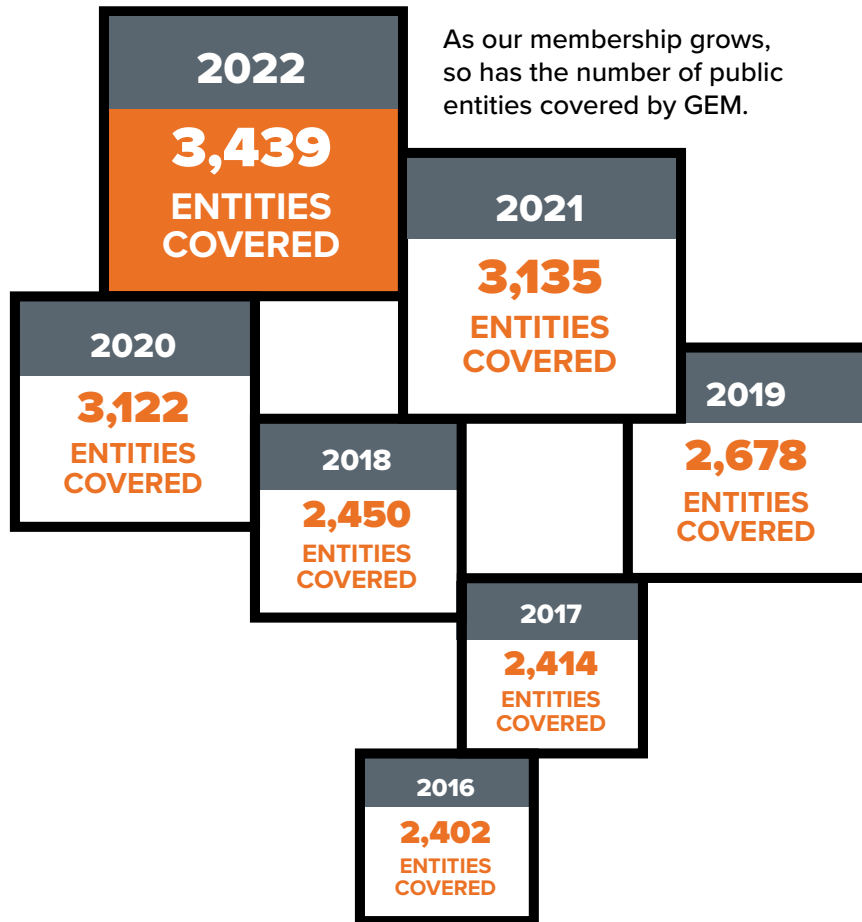 As our membership grows,
so has the number of public
entities covered by GEM.
2022
3,439
ENTITIES
COVERED
2021
3,135
ENTITIES
COVERED
2020
3,122
ENTITIES
COVERED
2019
2,678
ENTITIES
COVERED
2018
2,450
ENTITIES
COVERED
2017
2,414
ENTITIES
COVERED
2016
2,402
ENTITIES
COVERED